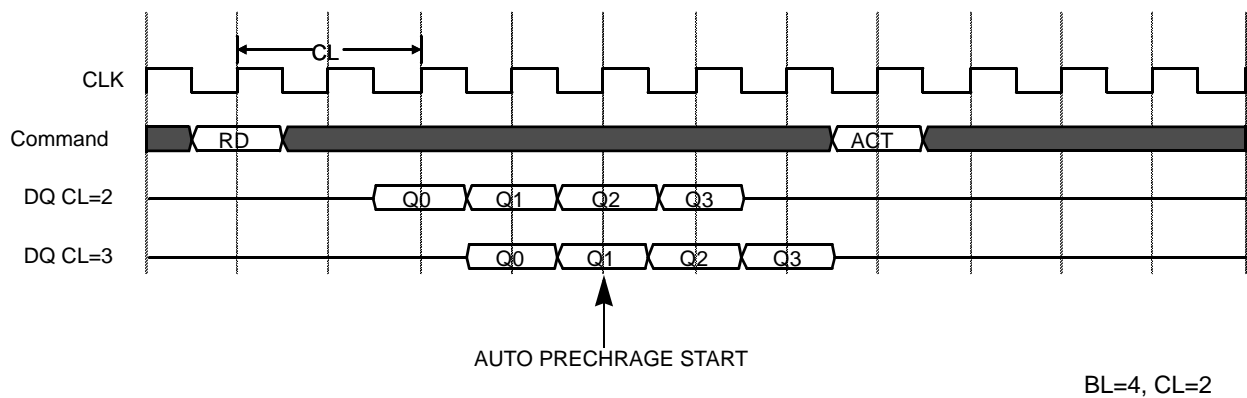 CL
CLK
Command RD ACT
DQ CL=2 Q0 Q1 Q2 Q3
DQ CL=3 Q0 Q1 Q2 Q3
AUTO PRECHRAGE START
BL=4, CL=2